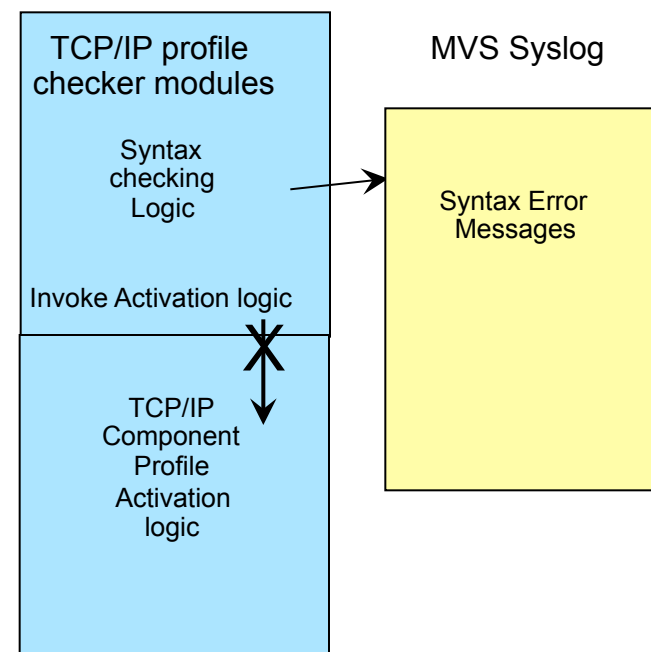 TCP/IP profile
checker modules
Syntax
checking
Logic
Invoke Activation logic
X
TCP/IP
Component
Profile
Activation
logic
MVS Syslog
Syntax Error
Messages